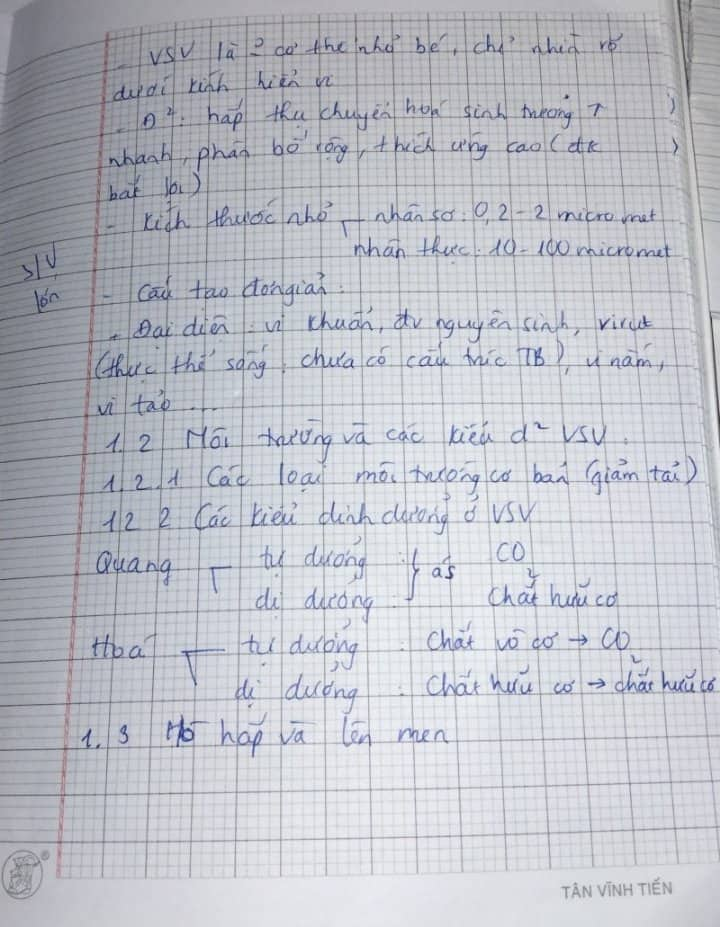 - VSV là 2 cơ thể nhỏ bé, chỉ nhìn rõ
dưới kính hiển vi
- Đ²: hấp thu chuyển hoá sinh trưởng ↑
nhanh, phân bố rộng, thích ứng cao (đk
bất lợi)
- Kích thước nhỏ nhân sơ: 0,2-2 micromet
nhân thực: 10-100 micromet
S/V
lớn
- Cấu tạo đơn giản.
- Đại diện: vi khuẩn, đv nguyên sinh, virut
(thực thể sống, chưa có cấu trúc TB), vi nấm,
vi tảo...
1.2 Môi trường và các kiểu d² VSV.
1.2.1 Các loại môi trường cơ bản (giảm tải)
1 2 2 Các kiểu dinh dưỡng ở VSV
Quang tự dưỡng } ás CO2
dị dưỡng chất hữu cơ
Hoá tự dưỡng: chất vô cơ → CO2
dị dưỡng: chất hữu cơ → chất hữu cơ
1.3 Hô hấp và lên men
®
TÂN VĨNH TIẾN